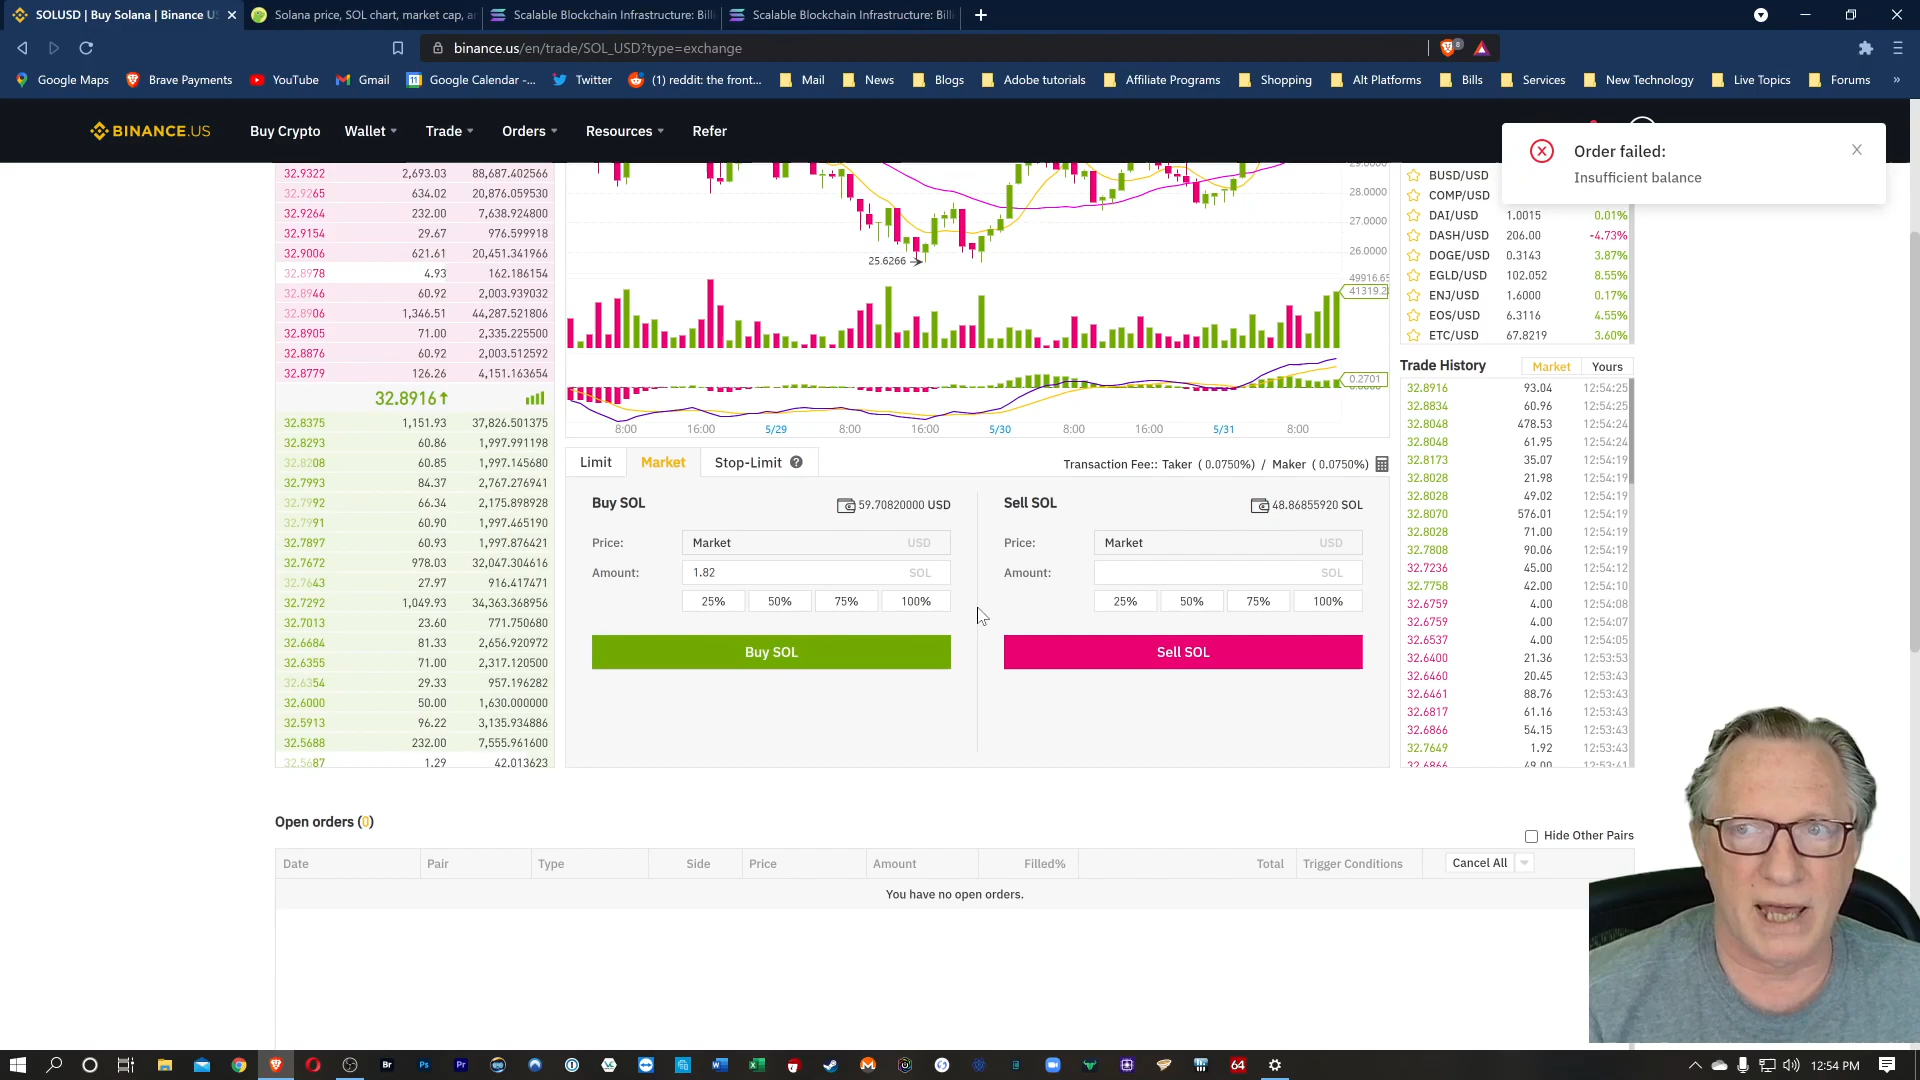 SOLUSD | Buy Solana | Binance US
Solana price, SOL chart, market cap, a
Scalable Blockchain Infrastructure: Bill
Scalable Blockchain Infrastructure: Bill
binance.us/en/trade/SOL_USD?type=exchange
8
Google Maps
Brave Payments
YouTube
Gmail
Google Calendar -...
Twitter
(1) reddit: the front...
Mail
News
Blogs
Adobe tutorials
Affiliate Programs
Shopping
Alt Platforms
Bills
Services
New Technology
Live Topics
Forums
»
BINANCE.US
Buy Crypto
Wallet
Trade
Orders
Resources
Refer
Order failed:
Insufficient balance
32.9322 2,693.03 88,687.402566
32.9265 634.02 20,876.059530
32.9264 232.00 7,638.924800
32.9154 29.67 976.599918
32.9006 621.61 20,451.341966
32.8978 4.93 162.186154
32.8946 60.92 2,003.939032
32.8906 1,346.51 44,287.521806
32.8905 71.00 2,335.225500
32.8876 60.92 2,003.512592
32.8779 126.26 4,151.163654
32.8916↑
32.8375 1,151.93 37,826.501375
32.8293 60.86 1,997.991198
32.8208 60.85 1,997.145680
32.7993 84.37 2,767.276941
32.7992 66.34 2,175.898928
32.7991 60.90 1,997.465190
32.7897 60.93 1,997.876421
32.7672 978.03 32,047.304616
32.7643 27.97 916.417471
32.7292 1,049.93 34,363.368956
32.7013 23.60 771.750680
32.6684 81.33 2,656.920972
32.6355 71.00 2,317.120500
32.6354 29.33 957.196282
32.6000 50.00 1,630.000000
32.5913 96.22 3,135.934886
32.5688 232.00 7,555.961600
32.5687 1.29 42.013623
29.0000
28.0000
27.0000
26.0000
25.6266
49916.65
41319.2
0.2701
8:00 16:00 5/29 8:00 16:00 5/30 8:00 16:00 5/31 8:00
Limit
Market
Stop-Limit
Transaction Fee:: Taker ( 0.0750% ) / Maker ( 0.0750% )
Buy SOL
59.70820000 USD
Price: Market USD
Amount: 1.82 SOL
25% 50% 75% 100%
Buy SOL
Sell SOL
48.86855920 SOL
Price: Market USD
Amount: SOL
25% 50% 75% 100%
Sell SOL
BUSD/USD
COMP/USD
DAI/USD 1.0015 0.01%
DASH/USD 206.00 -4.73%
DOGE/USD 0.3143 3.87%
EGLD/USD 102.052 8.55%
ENJ/USD 1.6000 0.17%
EOS/USD 6.3116 4.55%
ETC/USD 67.8219 3.60%
Trade History Market Yours
32.8916 93.04 12:54:25
32.8834 60.96 12:54:25
32.8048 478.53 12:54:24
32.8048 61.95 12:54:24
32.8173 35.07 12:54:19
32.8028 21.98 12:54:19
32.8028 49.02 12:54:19
32.8070 576.01 12:54:19
32.8028 71.00 12:54:19
32.7808 90.06 12:54:19
32.7236 45.00 12:54:12
32.7758 42.00 12:54:10
32.6759 4.00 12:54:08
32.6759 4.00 12:54:07
32.6537 4.00 12:54:05
32.6400 21.36 12:53:53
32.6460 20.45 12:53:43
32.6461 88.76 12:53:43
32.6817 61.16 12:53:43
32.6866 54.15 12:53:43
32.7649 1.92 12:53:43
32.6866 49.00 12:53:41
Open orders (0)
Hide Other Pairs
Date Pair Type Side Price Amount Filled% Total Trigger Conditions Cancel All
You have no open orders.
Br
Ps
Pr
64
12:54 PM